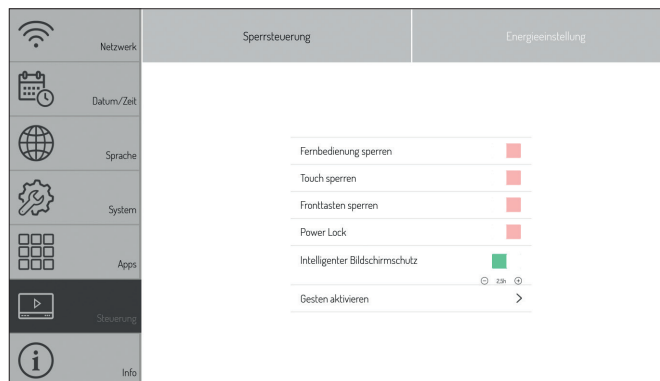 Netzwerk
Sperrsteuerung
Energieeinstellung
Datum/Zeit
Sprache
System
Apps
Steuerung
Info
Fernbedienung sperren
Touch sperren
Fronttasten sperren
Power Lock
Intelligenter Bildschirmschutz
2,5h
Gesten aktivieren